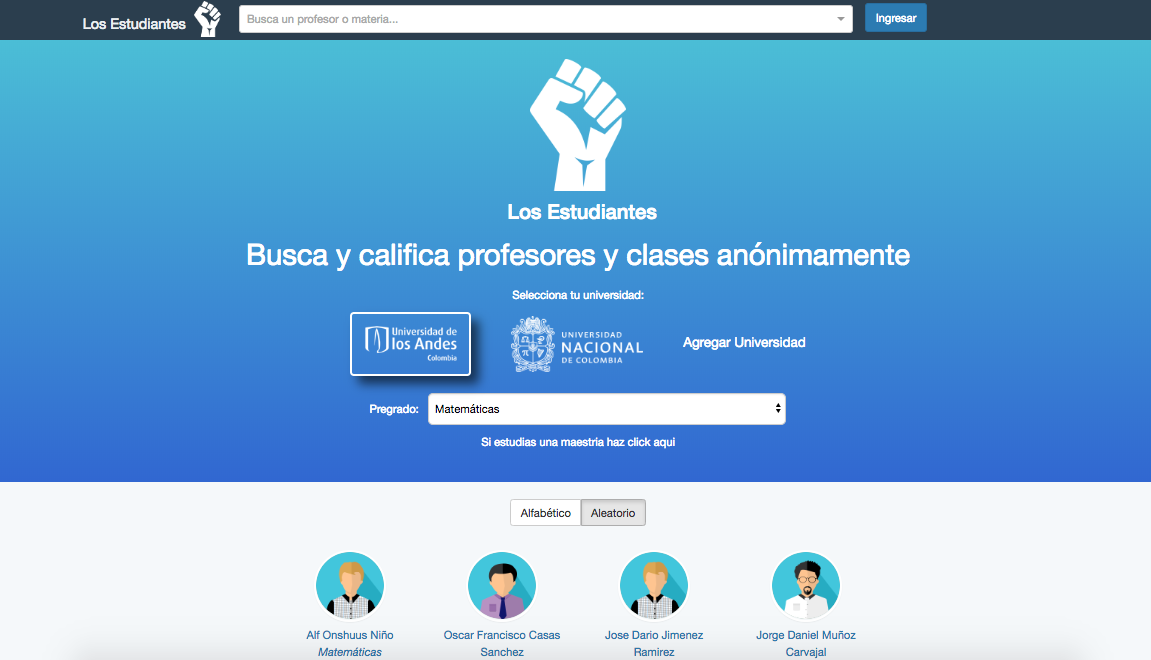 Los Estudiantes
Busca un profesor o materia...
Ingresar
Los Estudiantes
Busca y califica profesores y clases anónimamente
Selecciona tu universidad:
Universidad de
los Andes
Colombia
UNIVERSIDAD
NACIONAL
DE COLOMBIA
Agregar Universidad
Pregrado:
Matemáticas
Si estudias una maestria haz click aqui
Alfabético
Aleatorio
Alf Onshuus Niño
Matemáticas
Oscar Francisco Casas
Sanchez
Jose Dario Jimenez
Ramirez
Jorge Daniel Muñoz
Carvajal